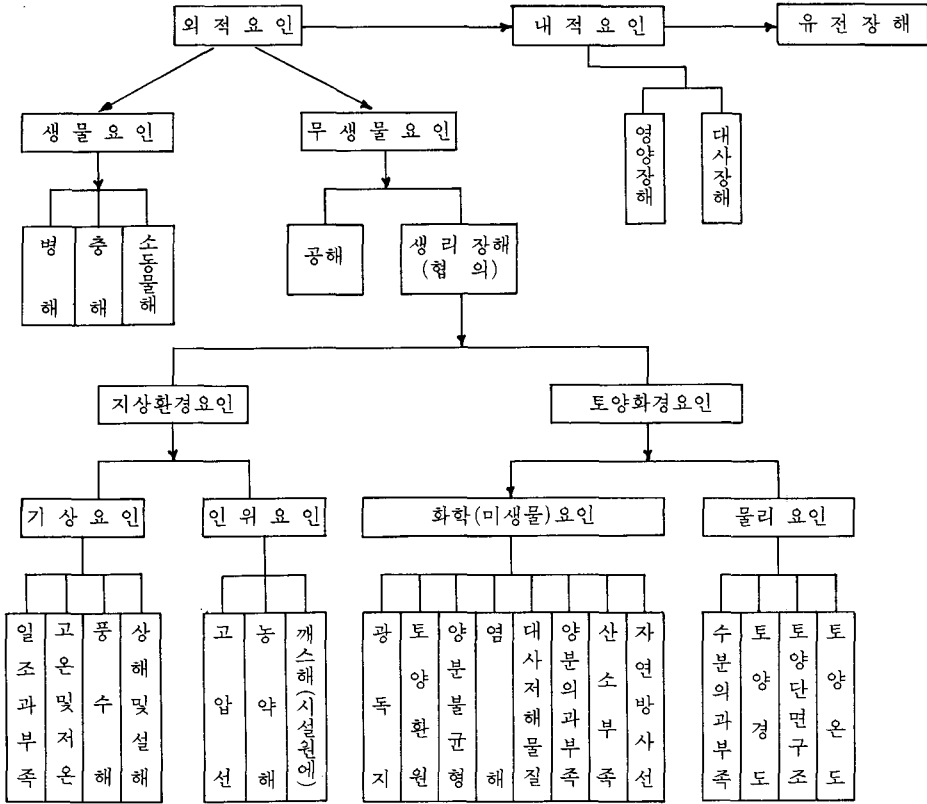 외적요인
내적요인
유전장해
생물요인
무생물요인
영양장해
대사장해
병해
충해
소동물해
공해
생리장해
(협의)
지상환경요인
토양화경요인
기상요인
인위요인
화학(미생물)요인
물리요인
일조과부족
고온및저온
풍수해
상해및설해
고압선
농약해
깨스해(시설원에)
광독지
토양환원
양분불균형
염해
대사저해물질
양분의과부족
산소부족
자연방사선
수분의과부족
토양경도
토양단면구조
토양온도